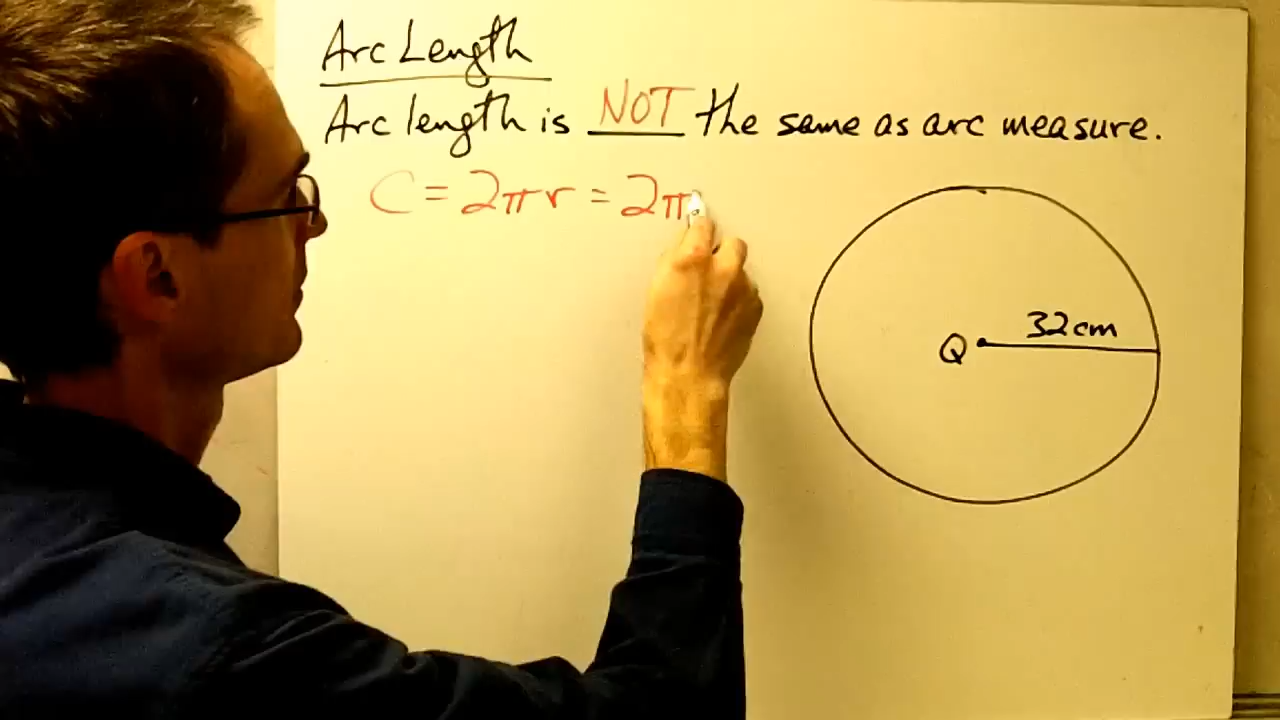 Arc Length
Arc length is NOT the same as arc measure.
C = 2πr = 2π
32cm
Q